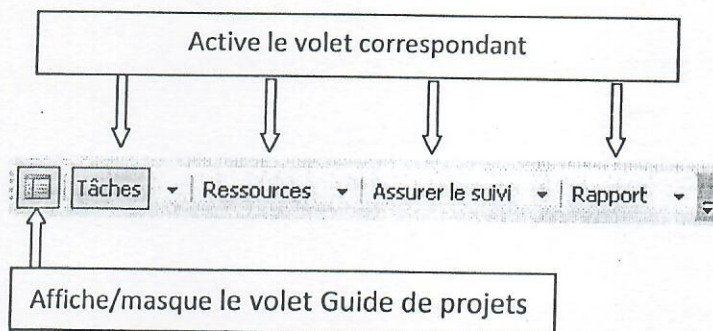 Active le volet correspondant
Tâches Ressources Assurer le suivi Rapport
Affiche/masque le volet Guide de projets